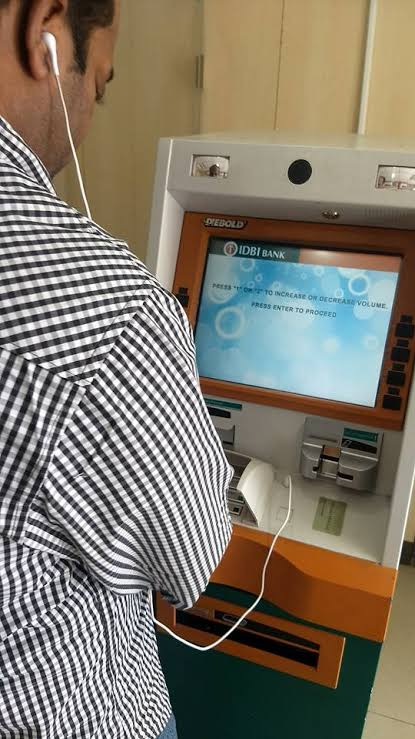 DIEBOLD
IDBI BANK
PRESS "1" OR "2" TO INCREASE OR DECREASE VOLUME.
PRESS ENTER TO PROCEED